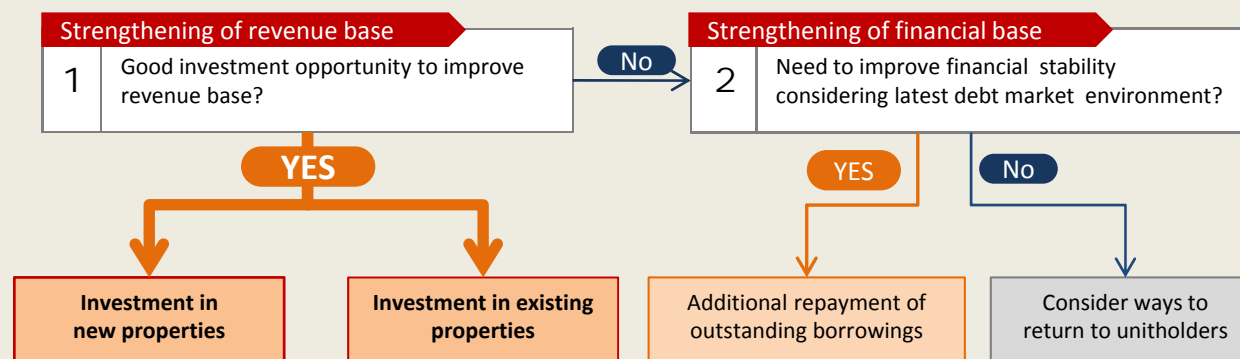 Strengthening of revenue base
1
Good investment opportunity to improve
revenue base?
No
Strengthening of financial base
2
Need to improve financial stability
considering latest debt market environment?
YES
YES
No
Investment in
new properties
Investment in existing
properties
Additional repayment of
outstanding borrowings
Consider ways to
return to unitholders